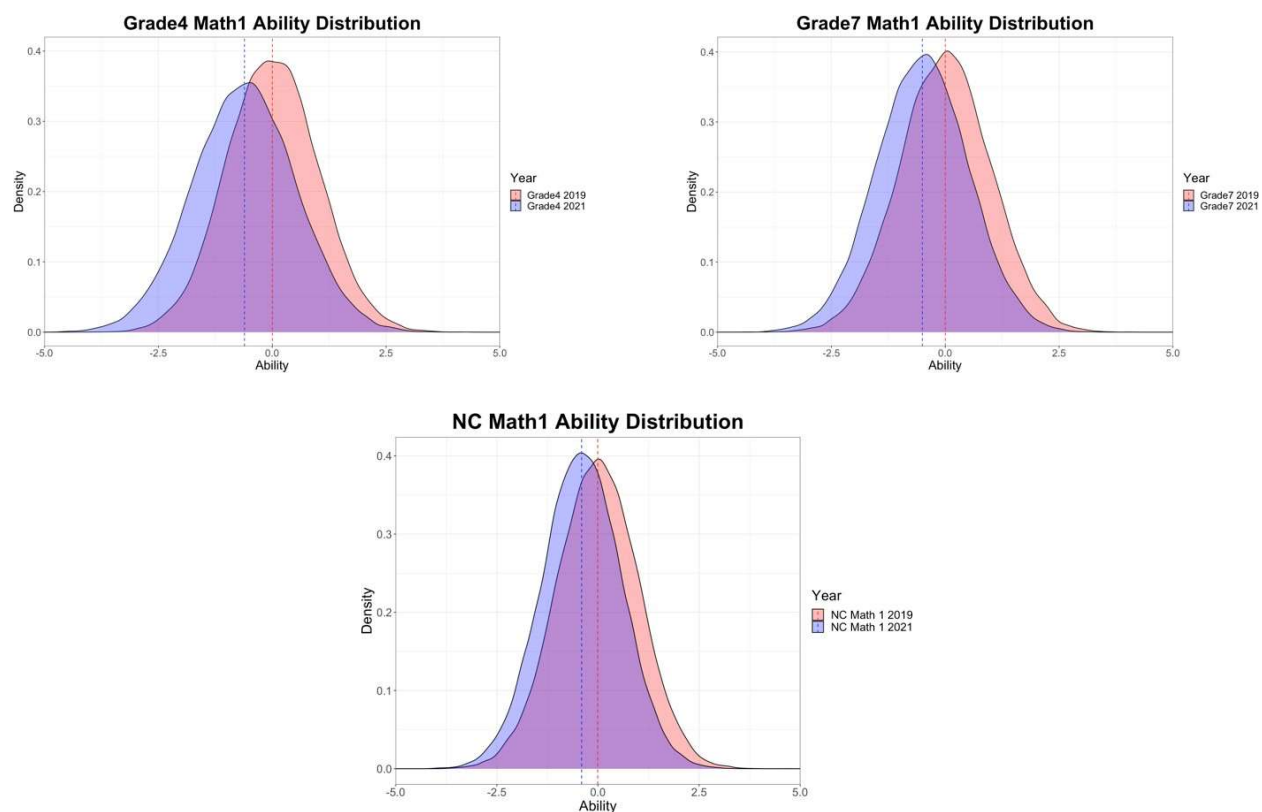 Grade4 Math1 Ability Distribution
0.4
0.3
0.2
0.1
0.0
Density
-5.0
-2.5
0.0
2.5
5.0
Ability
Year
Grade4 2019
Grade4 2021
Grade7 Math1 Ability Distribution
0.4
0.3
0.2
0.1
0.0
Density
-5.0
-2.5
0.0
2.5
5.0
Ability
Year
Grade7 2019
Grade7 2021
NC Math1 Ability Distribution
0.4
0.3
0.2
0.1
0.0
Density
-5.0
-2.5
0.0
2.5
5.0
Ability
Year
NC Math 1 2019
NC Math 1 2021